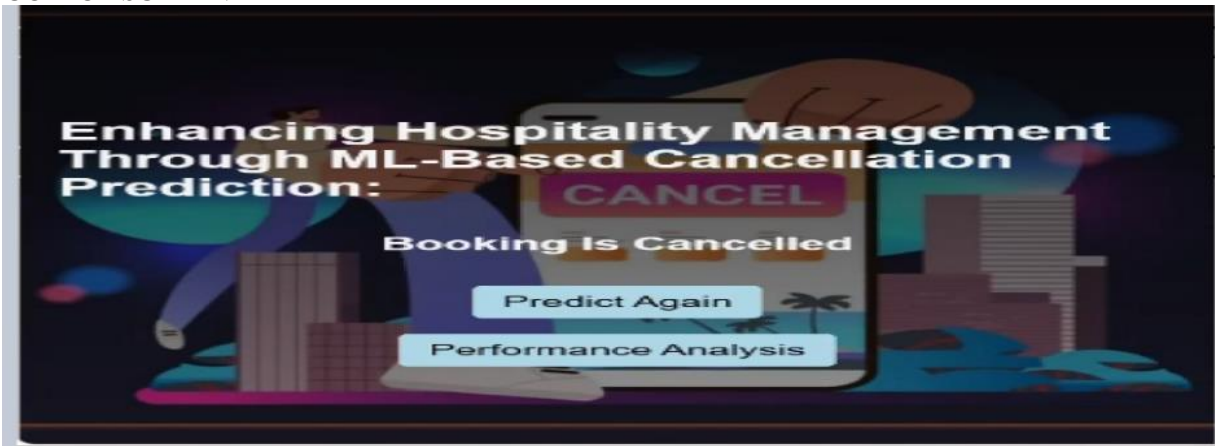 Enhancing Hospitality Management
Through ML-Based Cancellation
Prediction:
CANCEL
Booking Is Cancelled
Predict Again
Performance Analysis